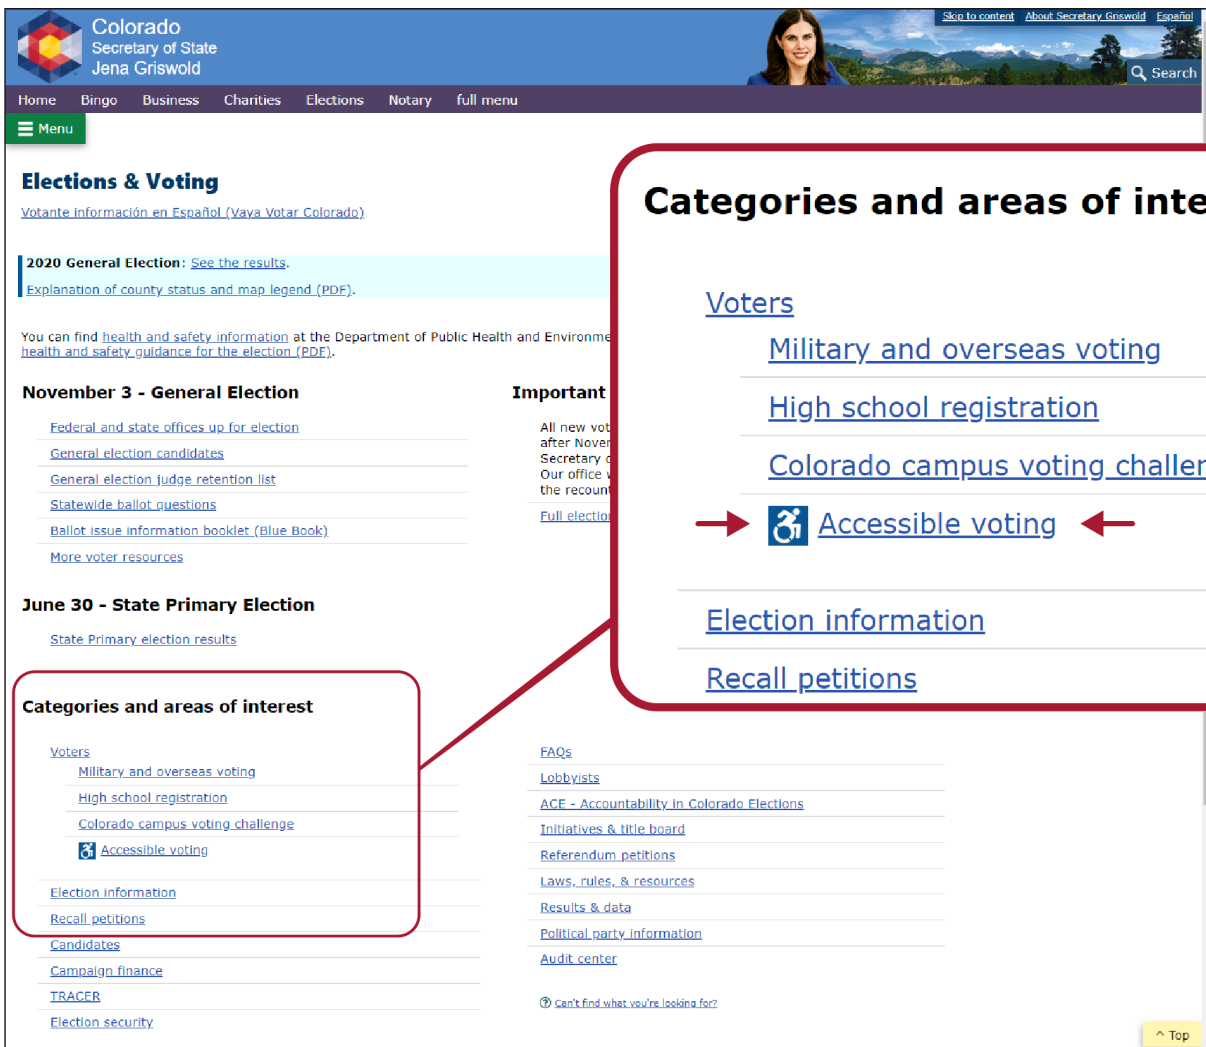 Colorado
Secretary of State
Jena Griswold
Skip to content About Secretary Griswold Español
Search
Home Bingo Business Charities Elections Notary full menu
Menu
Elections & Voting
Votante información en Español (Vaya Votar Colorado)
2020 General Election: See the results.
Explanation of county status and map legend (PDF).
You can find health and safety information at the Department of Public Health and Environme
health and safety guidance for the election (PDF).
November 3 - General Election
Federal and state offices up for election
General election candidates
General election judge retention list
Statewide ballot questions
Ballot issue information booklet (Blue Book)
More voter resources
Important
All new vot
after Nover
Secretary o
Our office w
the recount
Full election
June 30 - State Primary Election
State Primary election results
Categories and areas of interest
Voters
Military and overseas voting
High school registration
Colorado campus voting challenge
Accessible voting
Election information
Recall petitions
Candidates
Campaign finance
TRACER
Election security
FAQs
Lobbyists
ACE - Accountability in Colorado Elections
Initiatives & title board
Referendum petitions
Laws, rules, & resources
Results & data
Political party information
Audit center
Can't find what you're looking for?
^ Top
Categories and areas of inte
Voters
Military and overseas voting
High school registration
Colorado campus voting challen
Accessible voting
Election information
Recall petitions